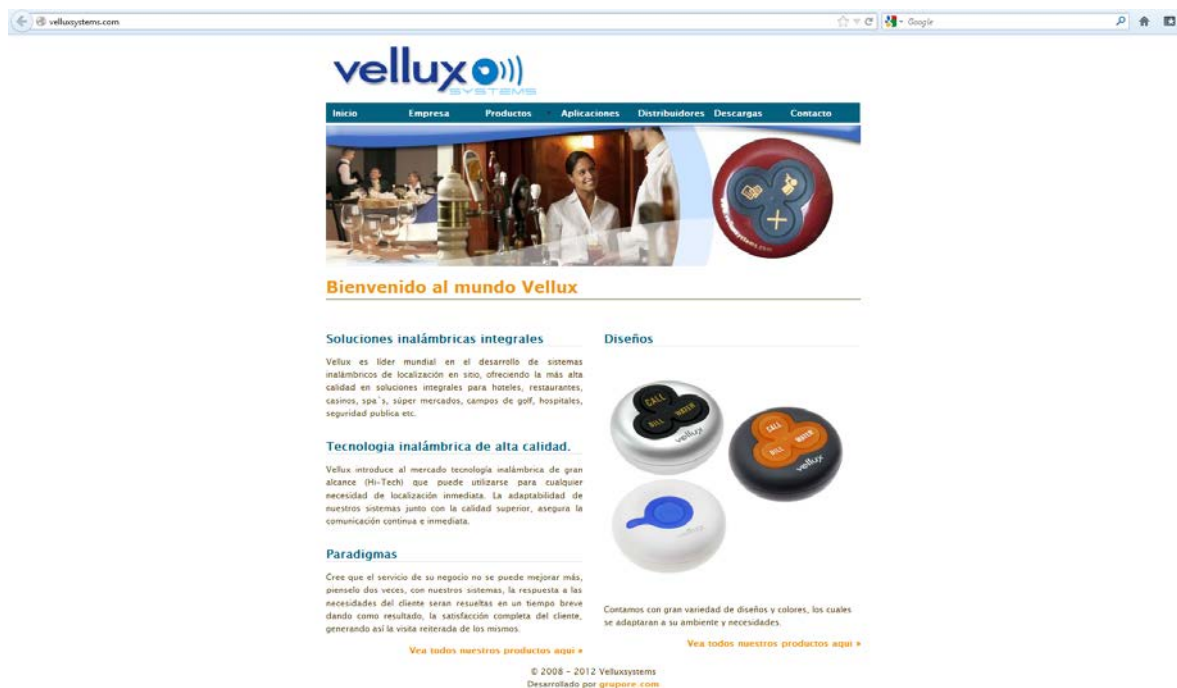 velluxsystems.com
Google
vellux
SYSTEMS
Inicio Empresa Productos Aplicaciones Distribuidores Descargas Contacto
www.velluxsystems.com
Bienvenido al mundo Vellux
Soluciones inalámbricas integrales
Vellux es líder mundial en el desarrollo de sistemas
inalámbricos de localización en sitio, ofreciendo la más alta
calidad en soluciones integrales para hoteles, restaurantes,
casinos, spa´s, súper mercados, campos de golf, hospitales,
seguridad publica etc.
Tecnologia inalámbrica de alta calidad.
Vellux introduce al mercado tecnología inalámbrica de gran
alcance (Hi-Tech) que puede utilizarse para cualquier
necesidad de localización inmediata. La adaptabilidad de
nuestros sistemas junto con la calidad superior, asegura la
comunicación continua e inmediata.
Paradigmas
Cree que el servicio de su negocio no se puede mejorar más,
pienselo dos veces, con nuestros sistemas, la respuesta a las
necesidades del cliente seran resueltas en un tiempo breve
dando como resultado, la satisfacción completa del cliente,
generando así la visita reiterada de los mismos.
Vea todos nuestros productos aqui »
Diseños
CALL
BILL WATER
vellux
CALL
BILL WATER
vellux
vellux
Contamos con gran variedad de diseños y colores, los cuales
se adaptaran a su ambiente y necesidades.
Vea todos nuestros productos aqui »
© 2008 - 2012 Velluxsystems
Desarrollado por grupore.com